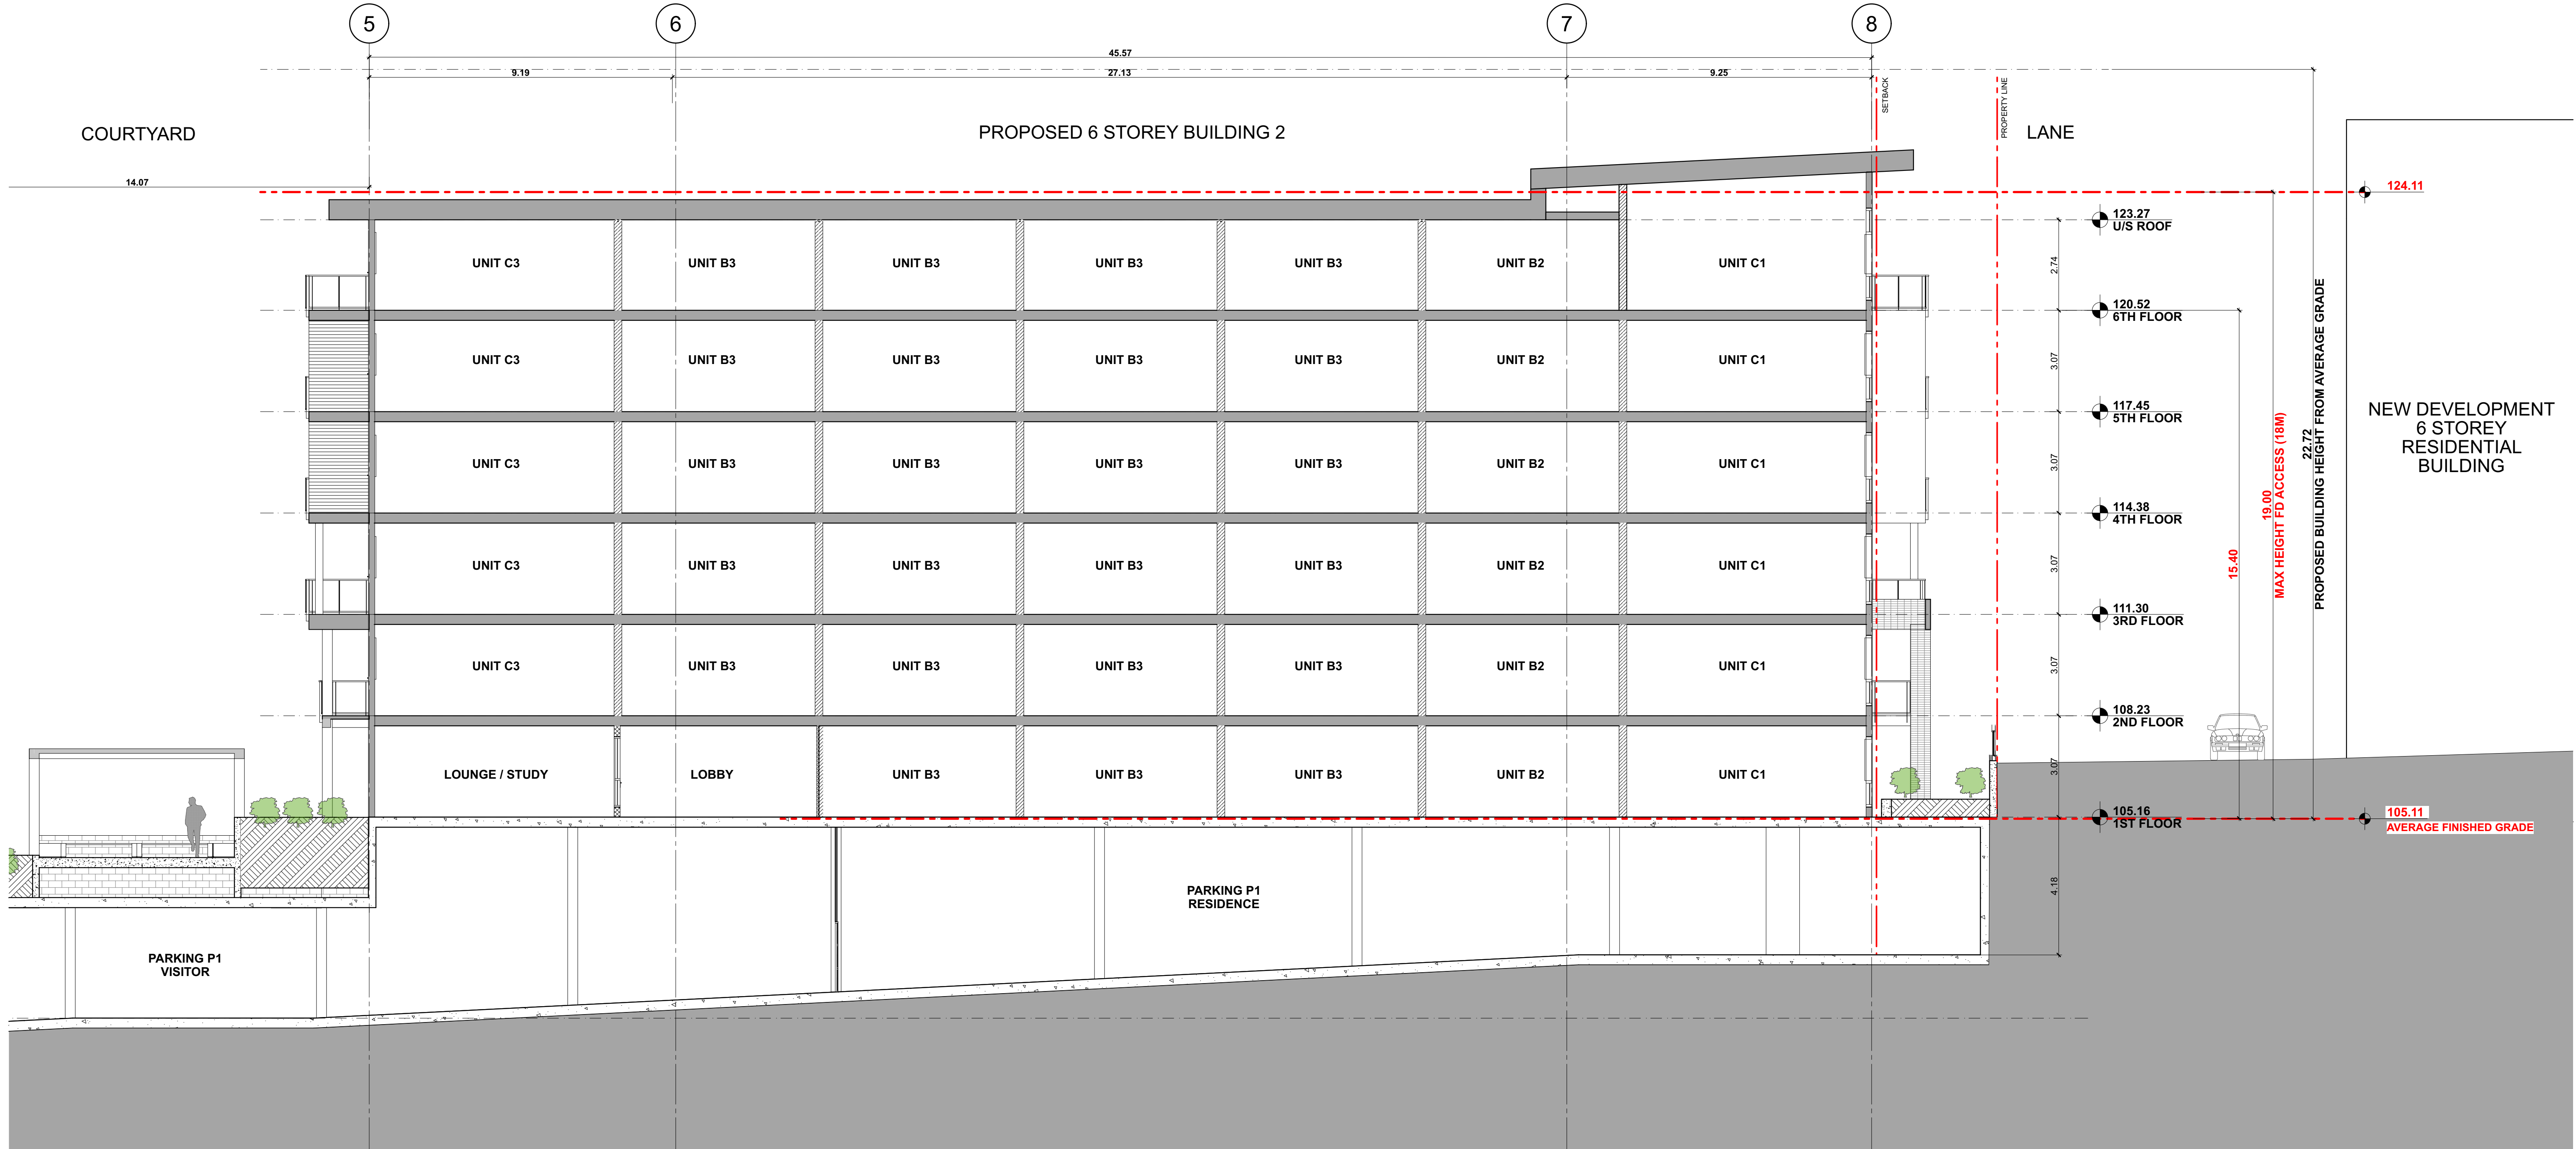 5 6 7 8
45.57
9.19 27.13 9.25
SETBACK
PROPERTY LINE
COURTYARD
PROPOSED 6 STOREY BUILDING 2
LANE
14.07
124.11
123.27
U/S ROOF
UNIT C3 UNIT B3 UNIT B3 UNIT B3 UNIT B3 UNIT B2 UNIT C1
2.74
120.52
6TH FLOOR
UNIT C3 UNIT B3 UNIT B3 UNIT B3 UNIT B3 UNIT B2 UNIT C1
3.07
117.45
5TH FLOOR
UNIT C3 UNIT B3 UNIT B3 UNIT B3 UNIT B3 UNIT B2 UNIT C1
3.07
114.38
4TH FLOOR
UNIT C3 UNIT B3 UNIT B3 UNIT B3 UNIT B3 UNIT B2 UNIT C1
3.07
111.30
3RD FLOOR
UNIT C3 UNIT B3 UNIT B3 UNIT B3 UNIT B3 UNIT B2 UNIT C1
3.07
108.23
2ND FLOOR
LOUNGE / STUDY LOBBY UNIT B3 UNIT B3 UNIT B3 UNIT B2 UNIT C1
3.07
105.16
1ST FLOOR
4.18
15.40
19.00
MAX HEIGHT FD ACCESS (18M)
22.72
PROPOSED BUILDING HEIGHT FROM AVERAGE GRADE
NEW DEVELOPMENT
6 STOREY
RESIDENTIAL
BUILDING
105.11
AVERAGE FINISHED GRADE
PARKING P1
RESIDENCE
PARKING P1
VISITOR